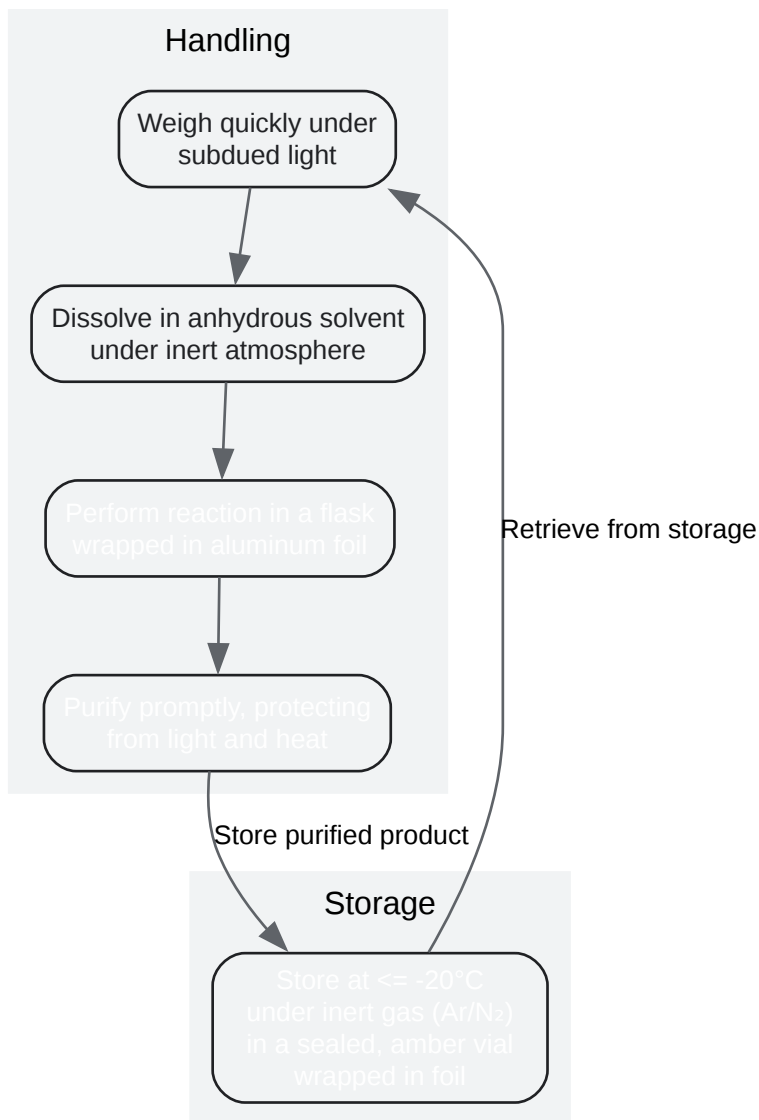 Handling
Weigh quickly under
subdued light
Dissolve in anhydrous solvent
under inert atmosphere
Perform reaction in a flask
wrapped in aluminum foil
Retrieve from storage
Purify promptly, protecting
from light and heat
Store purified product
Storage
Store at <= -20°C
under inert gas (Ar/N₂)
in a sealed, amber vial
wrapped in foil